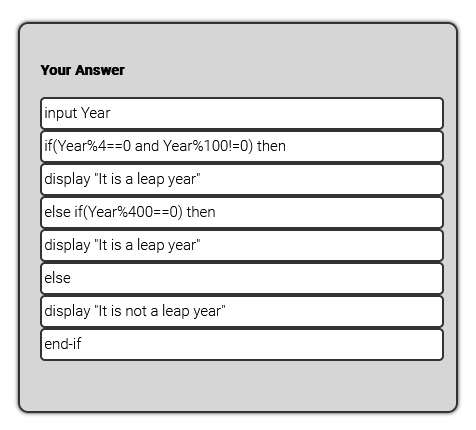 Your Answer
input Year
if(Year%4==0 and Year%100!=0) then
display "It is a leap year"
else if(Year%400==0) then
display "It is a leap year"
else
display "It is not a leap year"
end-if